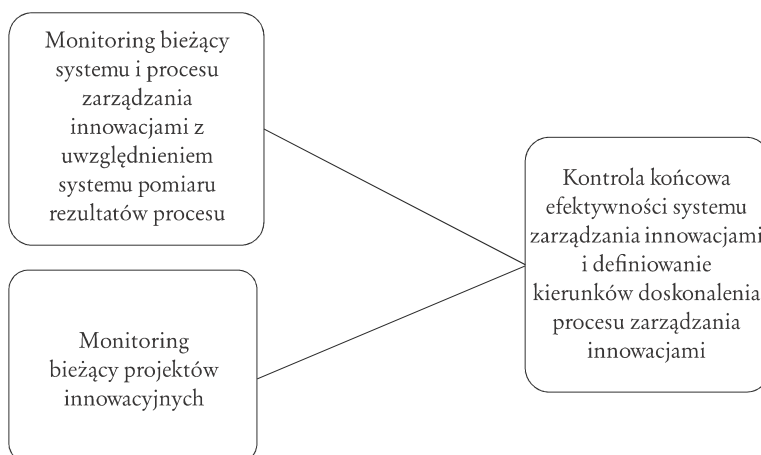 Monitoring bieżący
systemu i procesu
zarządzania
innowacjami z
uwzględnieniem
systemu pomiaru
rezultatów procesu
Monitoring
bieżący projektów
innowacyjnych
Kontrola końcowa
efektywności systemu
zarządzania innowacjami
i definiowanie
kierunków doskonalenia
procesu zarządzania
innowacjami